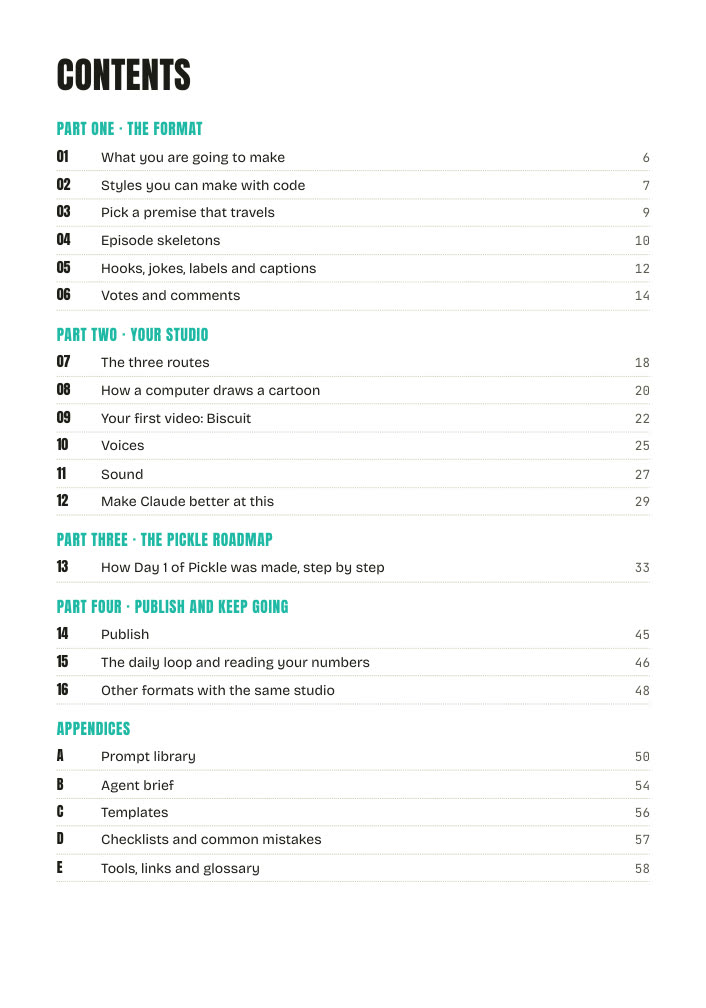 CONTENTS
PART ONE · THE FORMAT
01 What you are going to make 6
02 Styles you can make with code 7
03 Pick a premise that travels 9
04 Episode skeletons 10
05 Hooks, jokes, labels and captions 12
06 Votes and comments 14
PART TWO · YOUR STUDIO
07 The three routes 18
08 How a computer draws a cartoon 20
09 Your first video: Biscuit 22
10 Voices 25
11 Sound 27
12 Make Claude better at this 29
PART THREE · THE PICKLE ROADMAP
13 How Day 1 of Pickle was made, step by step 33
PART FOUR · PUBLISH AND KEEP GOING
14 Publish 45
15 The daily loop and reading your numbers 46
16 Other formats with the same studio 48
APPENDICES
A Prompt library 50
B Agent brief 54
C Templates 56
D Checklists and common mistakes 57
E Tools, links and glossary 58